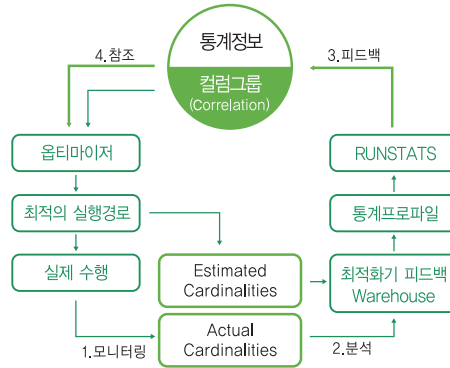 통계정보
4.참조
3.피드백
컬럼그룹
(Correlation)
옵티마이저
RUNSTATS
최적의 실행경로
통계프로파일
실제 수행
Estimated
Cardinalities
최적화기 피드백
Warehouse
Actual
Cardinalities
1.모니터링
2.분석